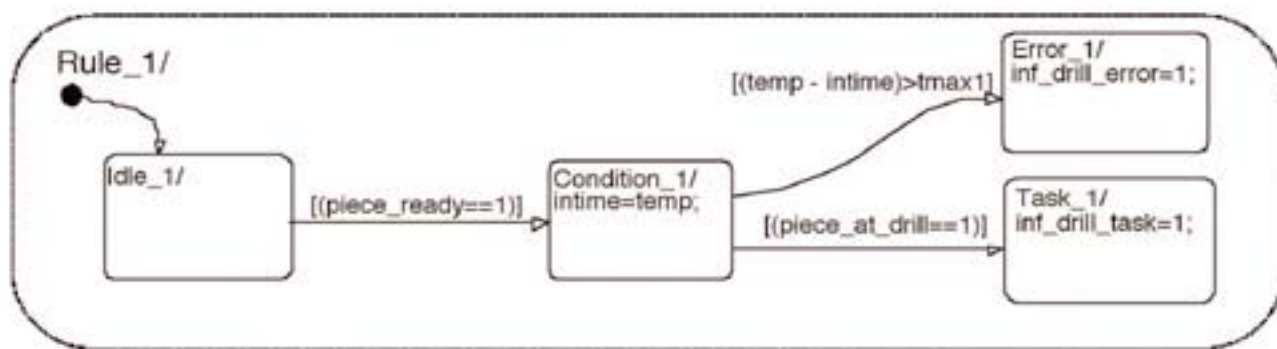 Rule_1/
Idle_1/
[(piece_ready==1)]
Condition_1/
intime=temp;
[(temp - intime)>tmax1]
Error_1/
inf_drill_error=1;
[(piece_at_drill==1)]
Task_1/
inf_drill_task=1;